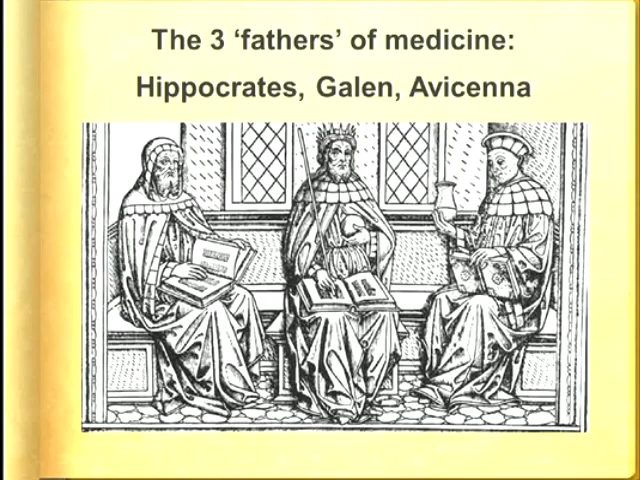 The 3 ‘fathers’ of medicine:
Hippocrates, Galen, Avicenna